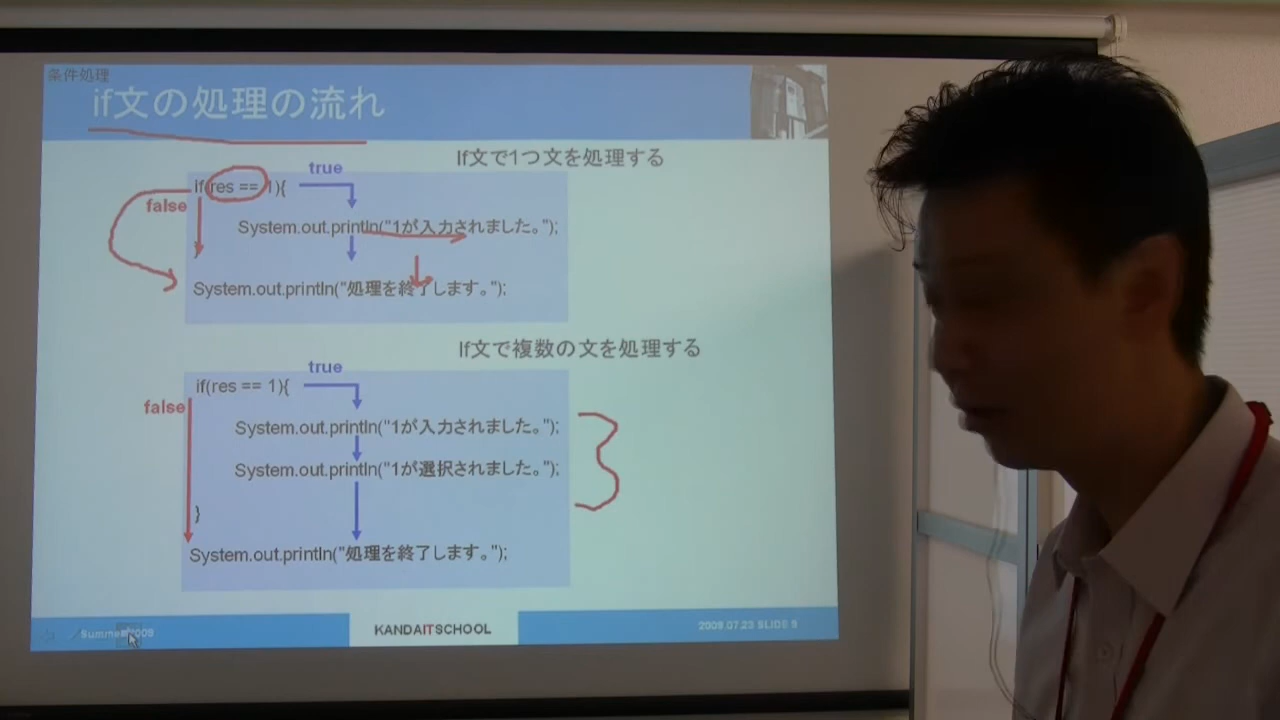 条件処理
if文の処理の流れ
If文で1つ文を処理する
if(res == 1){
true
false
System.out.println("1が入力されました。");
}
System.out.println("処理を終了します。");
If文で複数の文を処理する
if(res == 1){
true
false
System.out.println("1が入力されました。");
System.out.println("1が選択されました。");
}
System.out.println("処理を終了します。");
KANDAITSCHOOL
2009.07.23 SLIDE 9